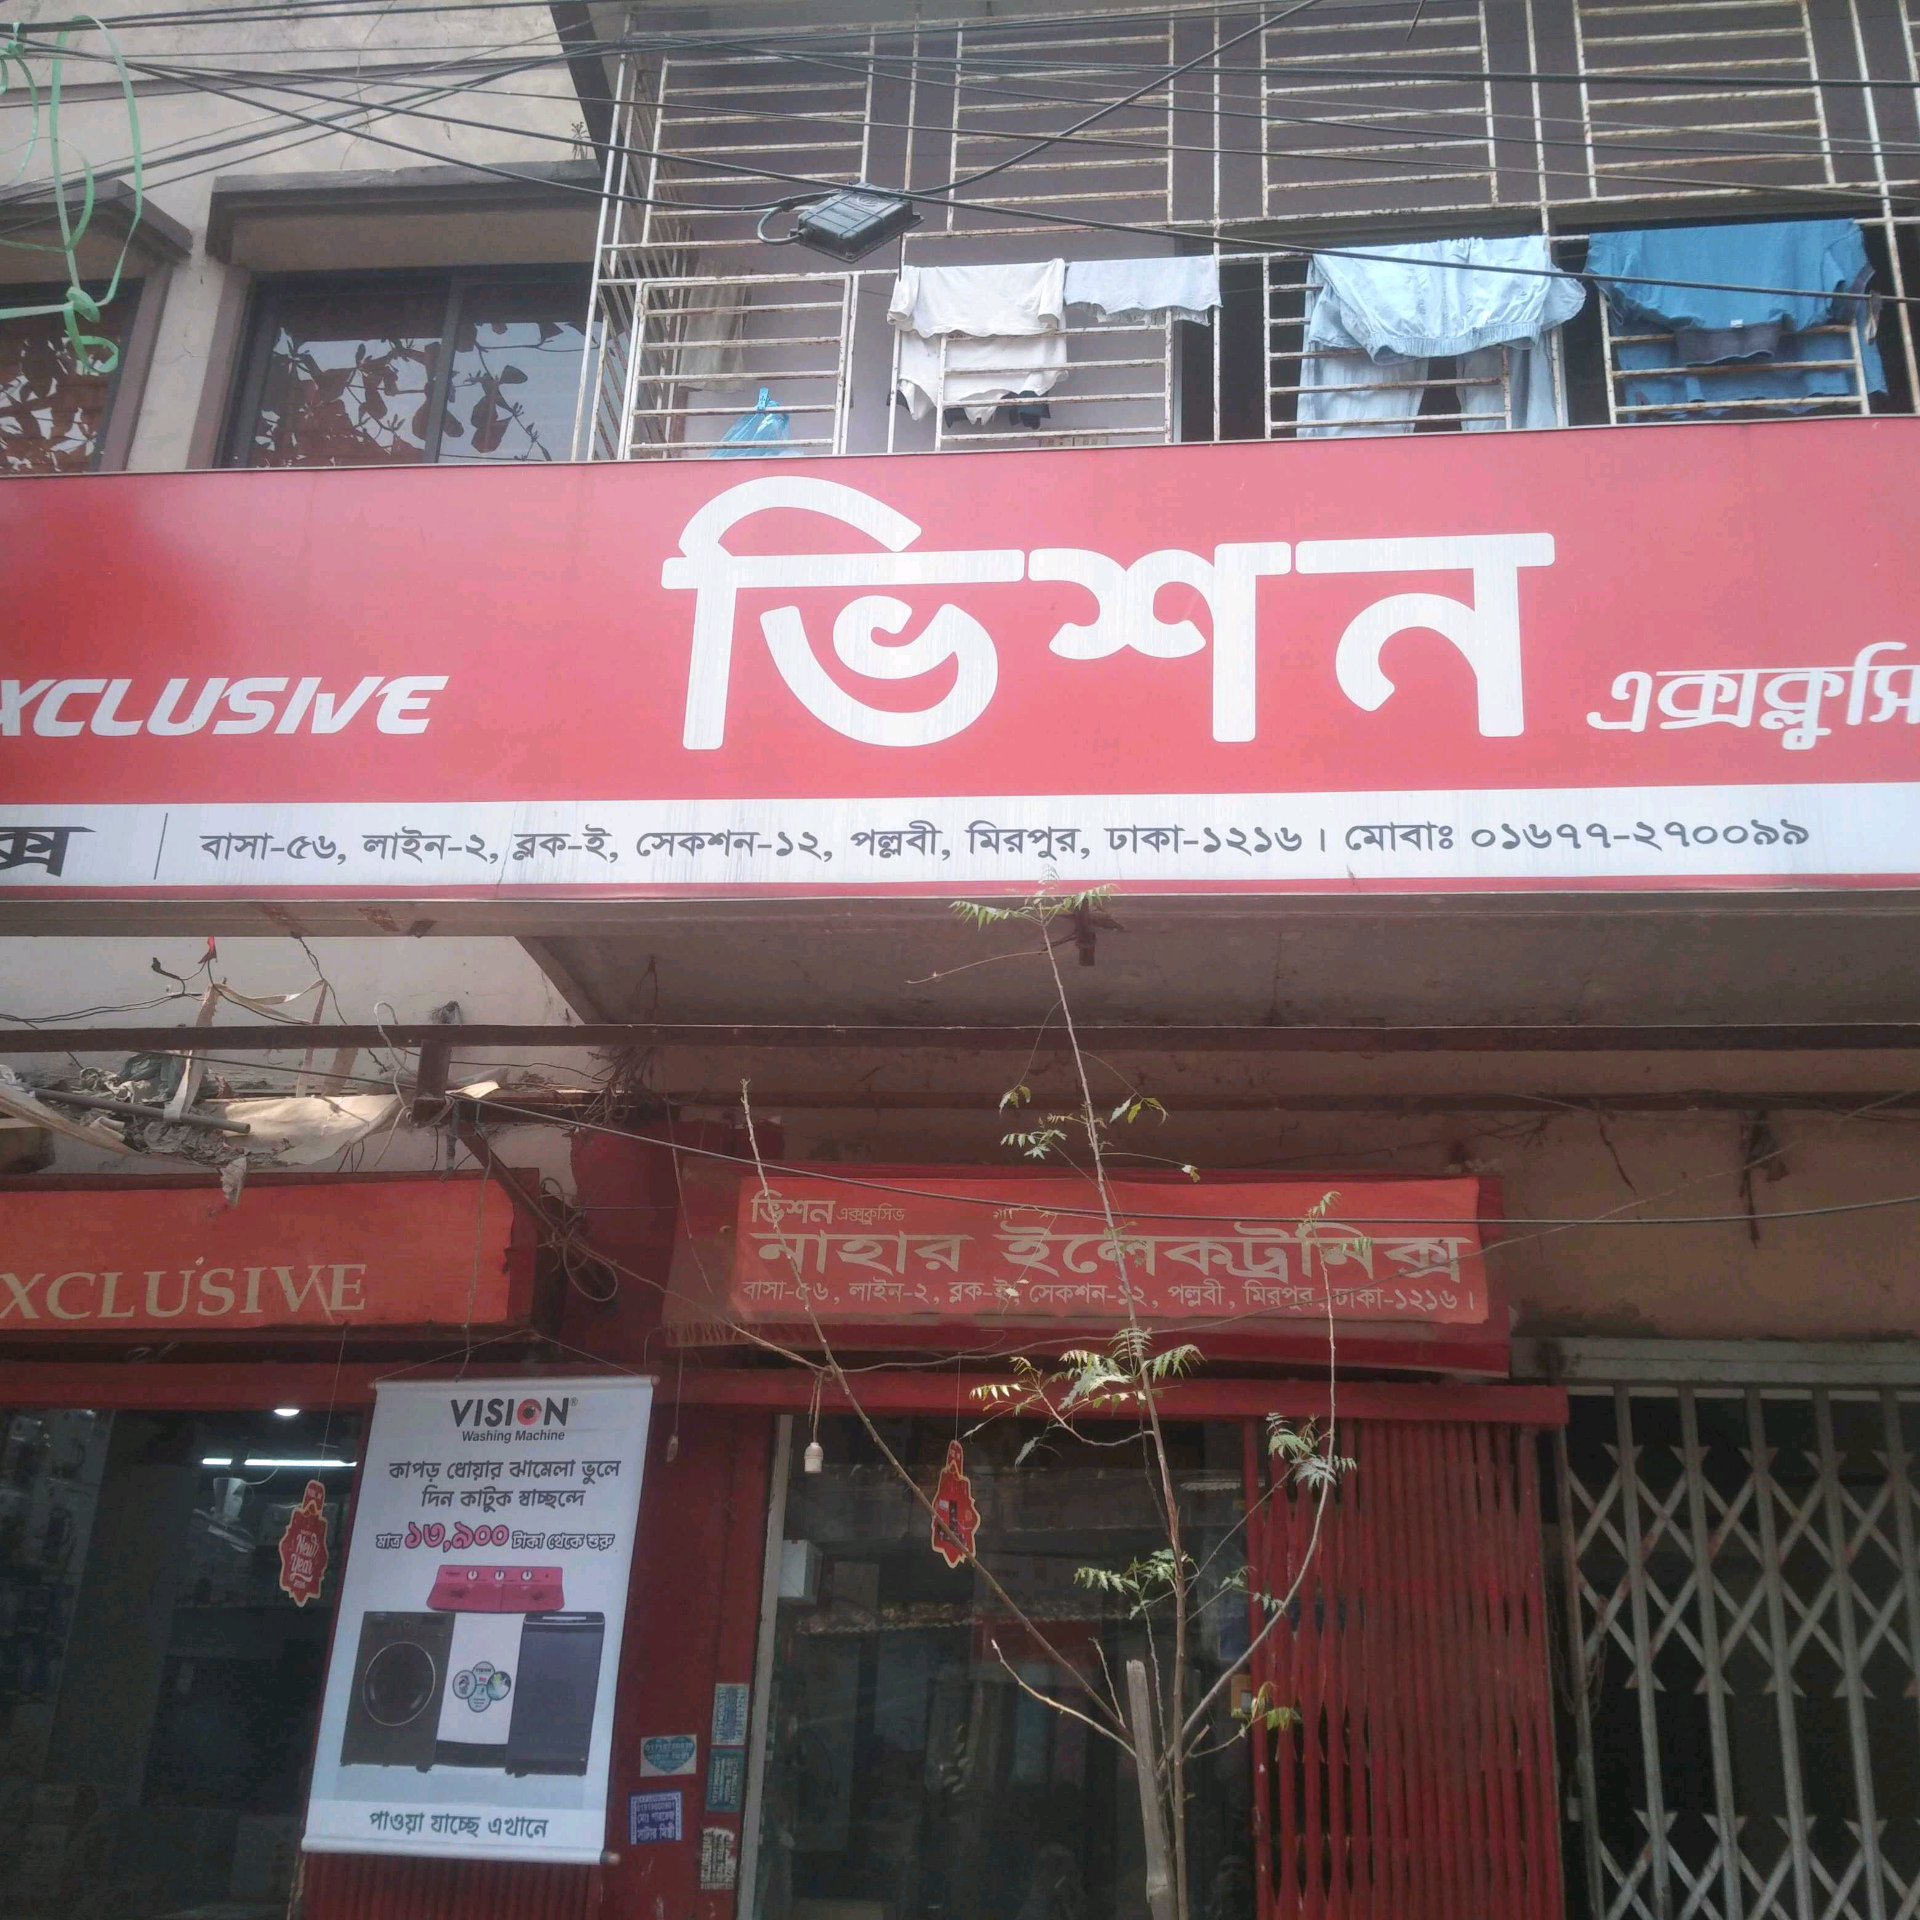 XCLUSIVE
ভিশন
এক্সক্লুসি
ক্স
বাসা-৫৬, লাইন-২, ব্লক-ই, সেকশন-১২, পল্লবী, মিরপুর, ঢাকা-১২১৬। মোবাঃ ০১৬৭৭-২৭০০৯৯
XCLUSIVE
ভিশন এক্সক্লুসিভ
নাহার ইলেকট্রনিক্স
বাসা-৫৬, লাইন-২, ব্লক-ই, সেকশন-১২, পল্লবী, মিরপুর, ঢাকা-১২১৬।
VISION®
Washing Machine
কাপড় ধোয়ার ঝামেলা ভুলে
দিন কাটুক স্বাচ্ছন্দে
মাত্র ১৩,৯০০ টাকা থেকে শুরু
পাওয়া যাচ্ছে এখানে
New
Year